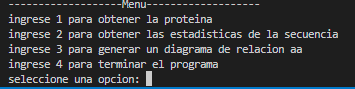 -------------------Menu-------------------
ingrese 1 para obtener la proteina
ingrese 2 para obtener las estadisticas de la secuencia
ingrese 3 para generar un diagrama de relacion aa
ingrese 4 para terminar el programa
seleccione una opcion: